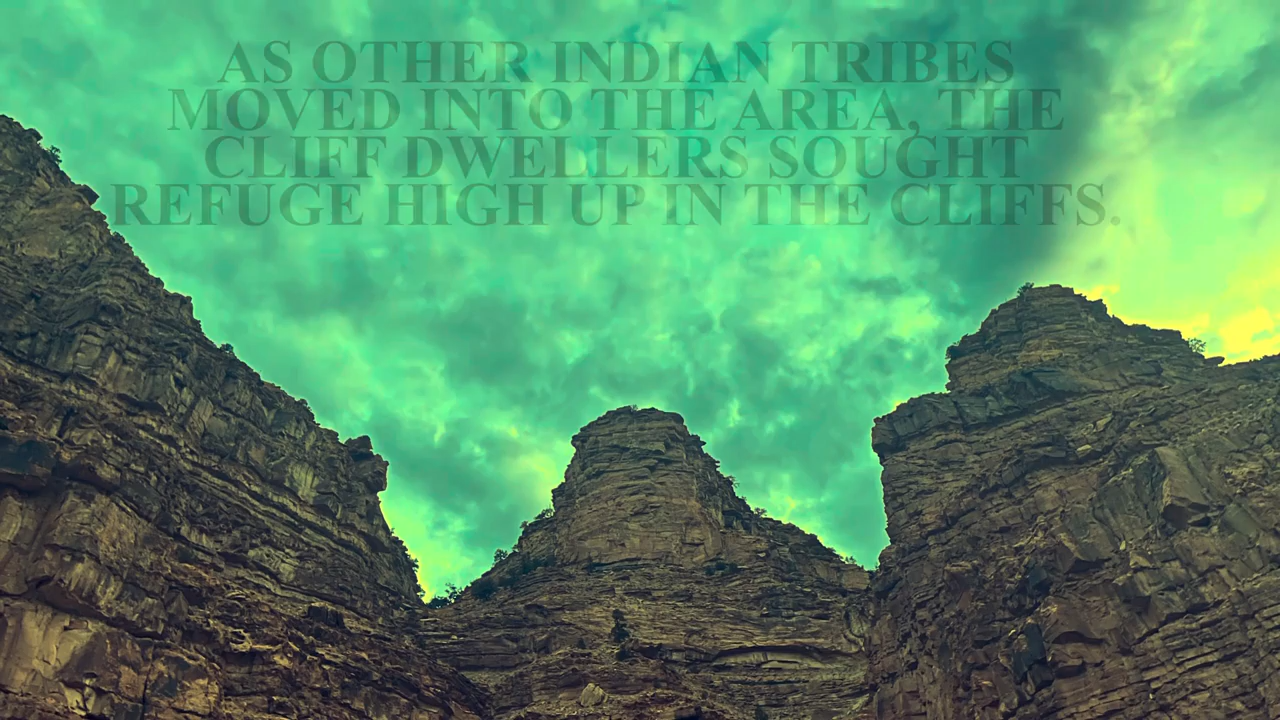 AS OTHER INDIAN TRIBES
MOVED INTO THE AREA, THE
CLIFF DWELLERS SOUGHT
REFUGE HIGH UP IN THE CLIFFS.